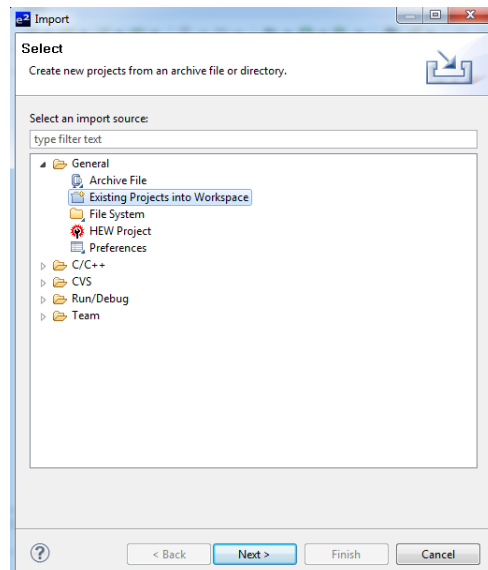 e² Import
Select
Create new projects from an archive file or directory.
Select an import source:
type filter text
General
Archive File
Existing Projects into Workspace
File System
HEW Project
Preferences
C/C++
CVS
Run/Debug
Team
< Back Next > Finish Cancel